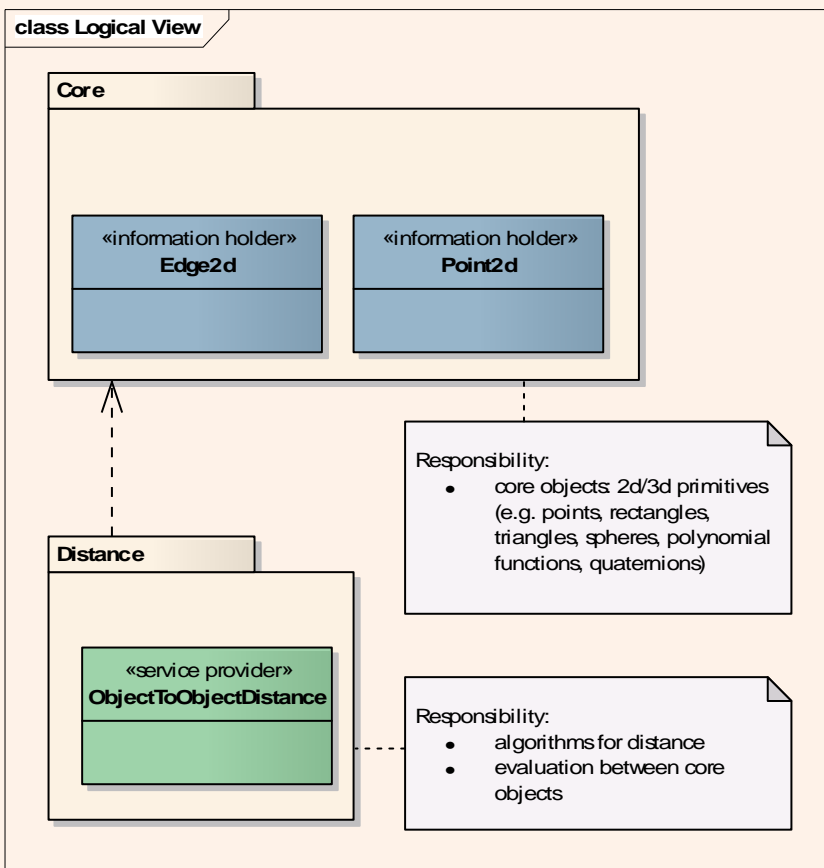 class Logical View
Core
«information holder»
Edge2d
«information holder»
Point2d
Responsibility:
● core objects: 2d/3d primitives
(e.g. points, rectangles,
triangles, spheres, polynomial
functions, quaternions)
Distance
«service provider»
ObjectToObjectDistance
Responsibility:
● algorithms for distance
● evaluation between core
objects